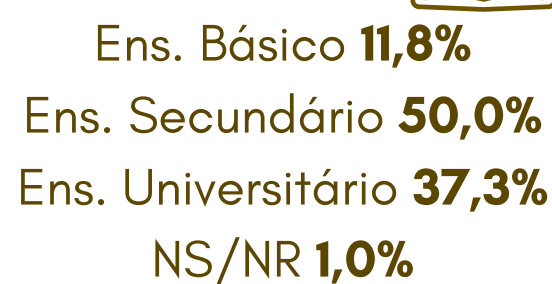 Ens. Básico 11,8%
Ens. Secundário 50,0%
Ens. Universitário 37,3%
NS/NR 1,0%